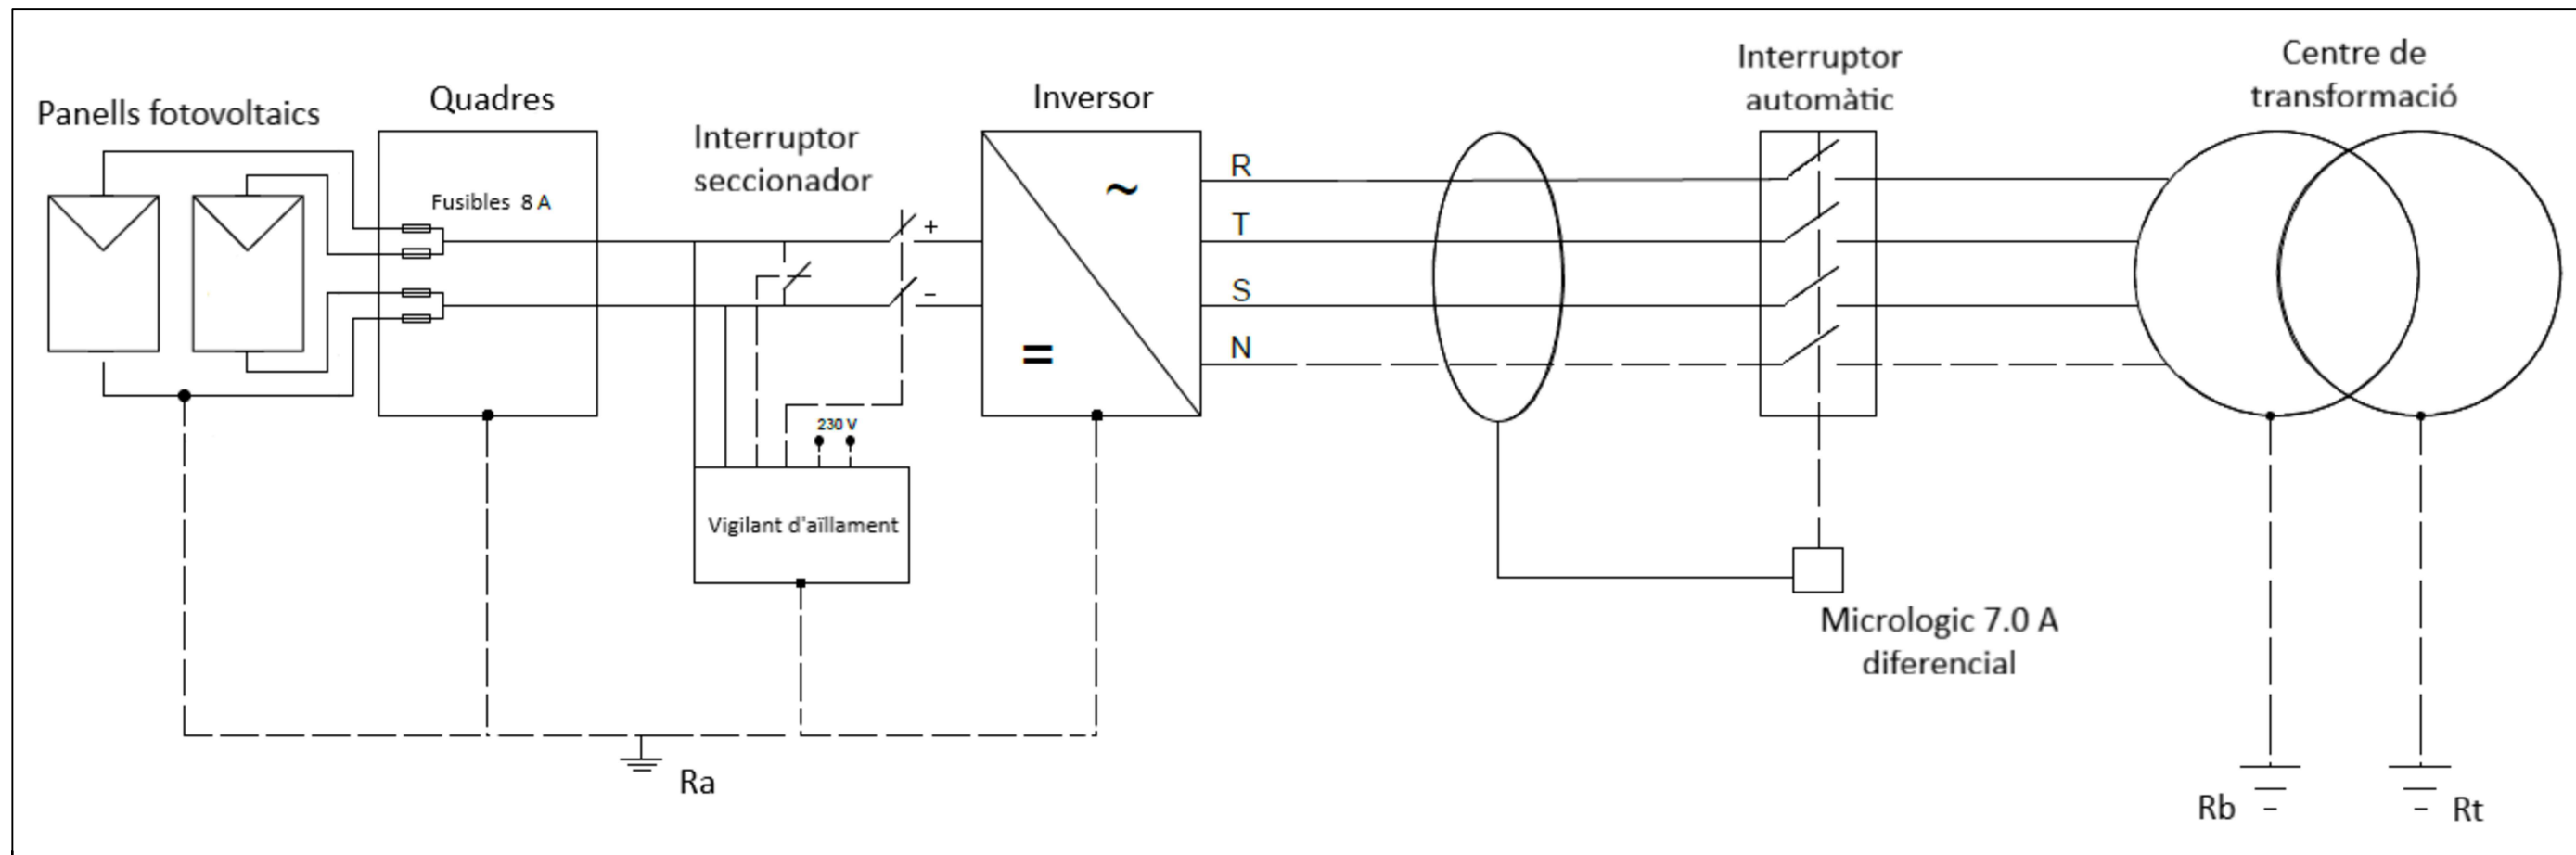 Panells fotovoltaics
Quadres
Fusibles 8 A
Interruptor
seccionador
+
−
230 V
Vigilant d'aïllament
Inversor
~
=
R
T
S
N
Interruptor
automàtic
Micrologic 7.0 A
diferencial
Centre de
transformació
Ra
Rb
Rt